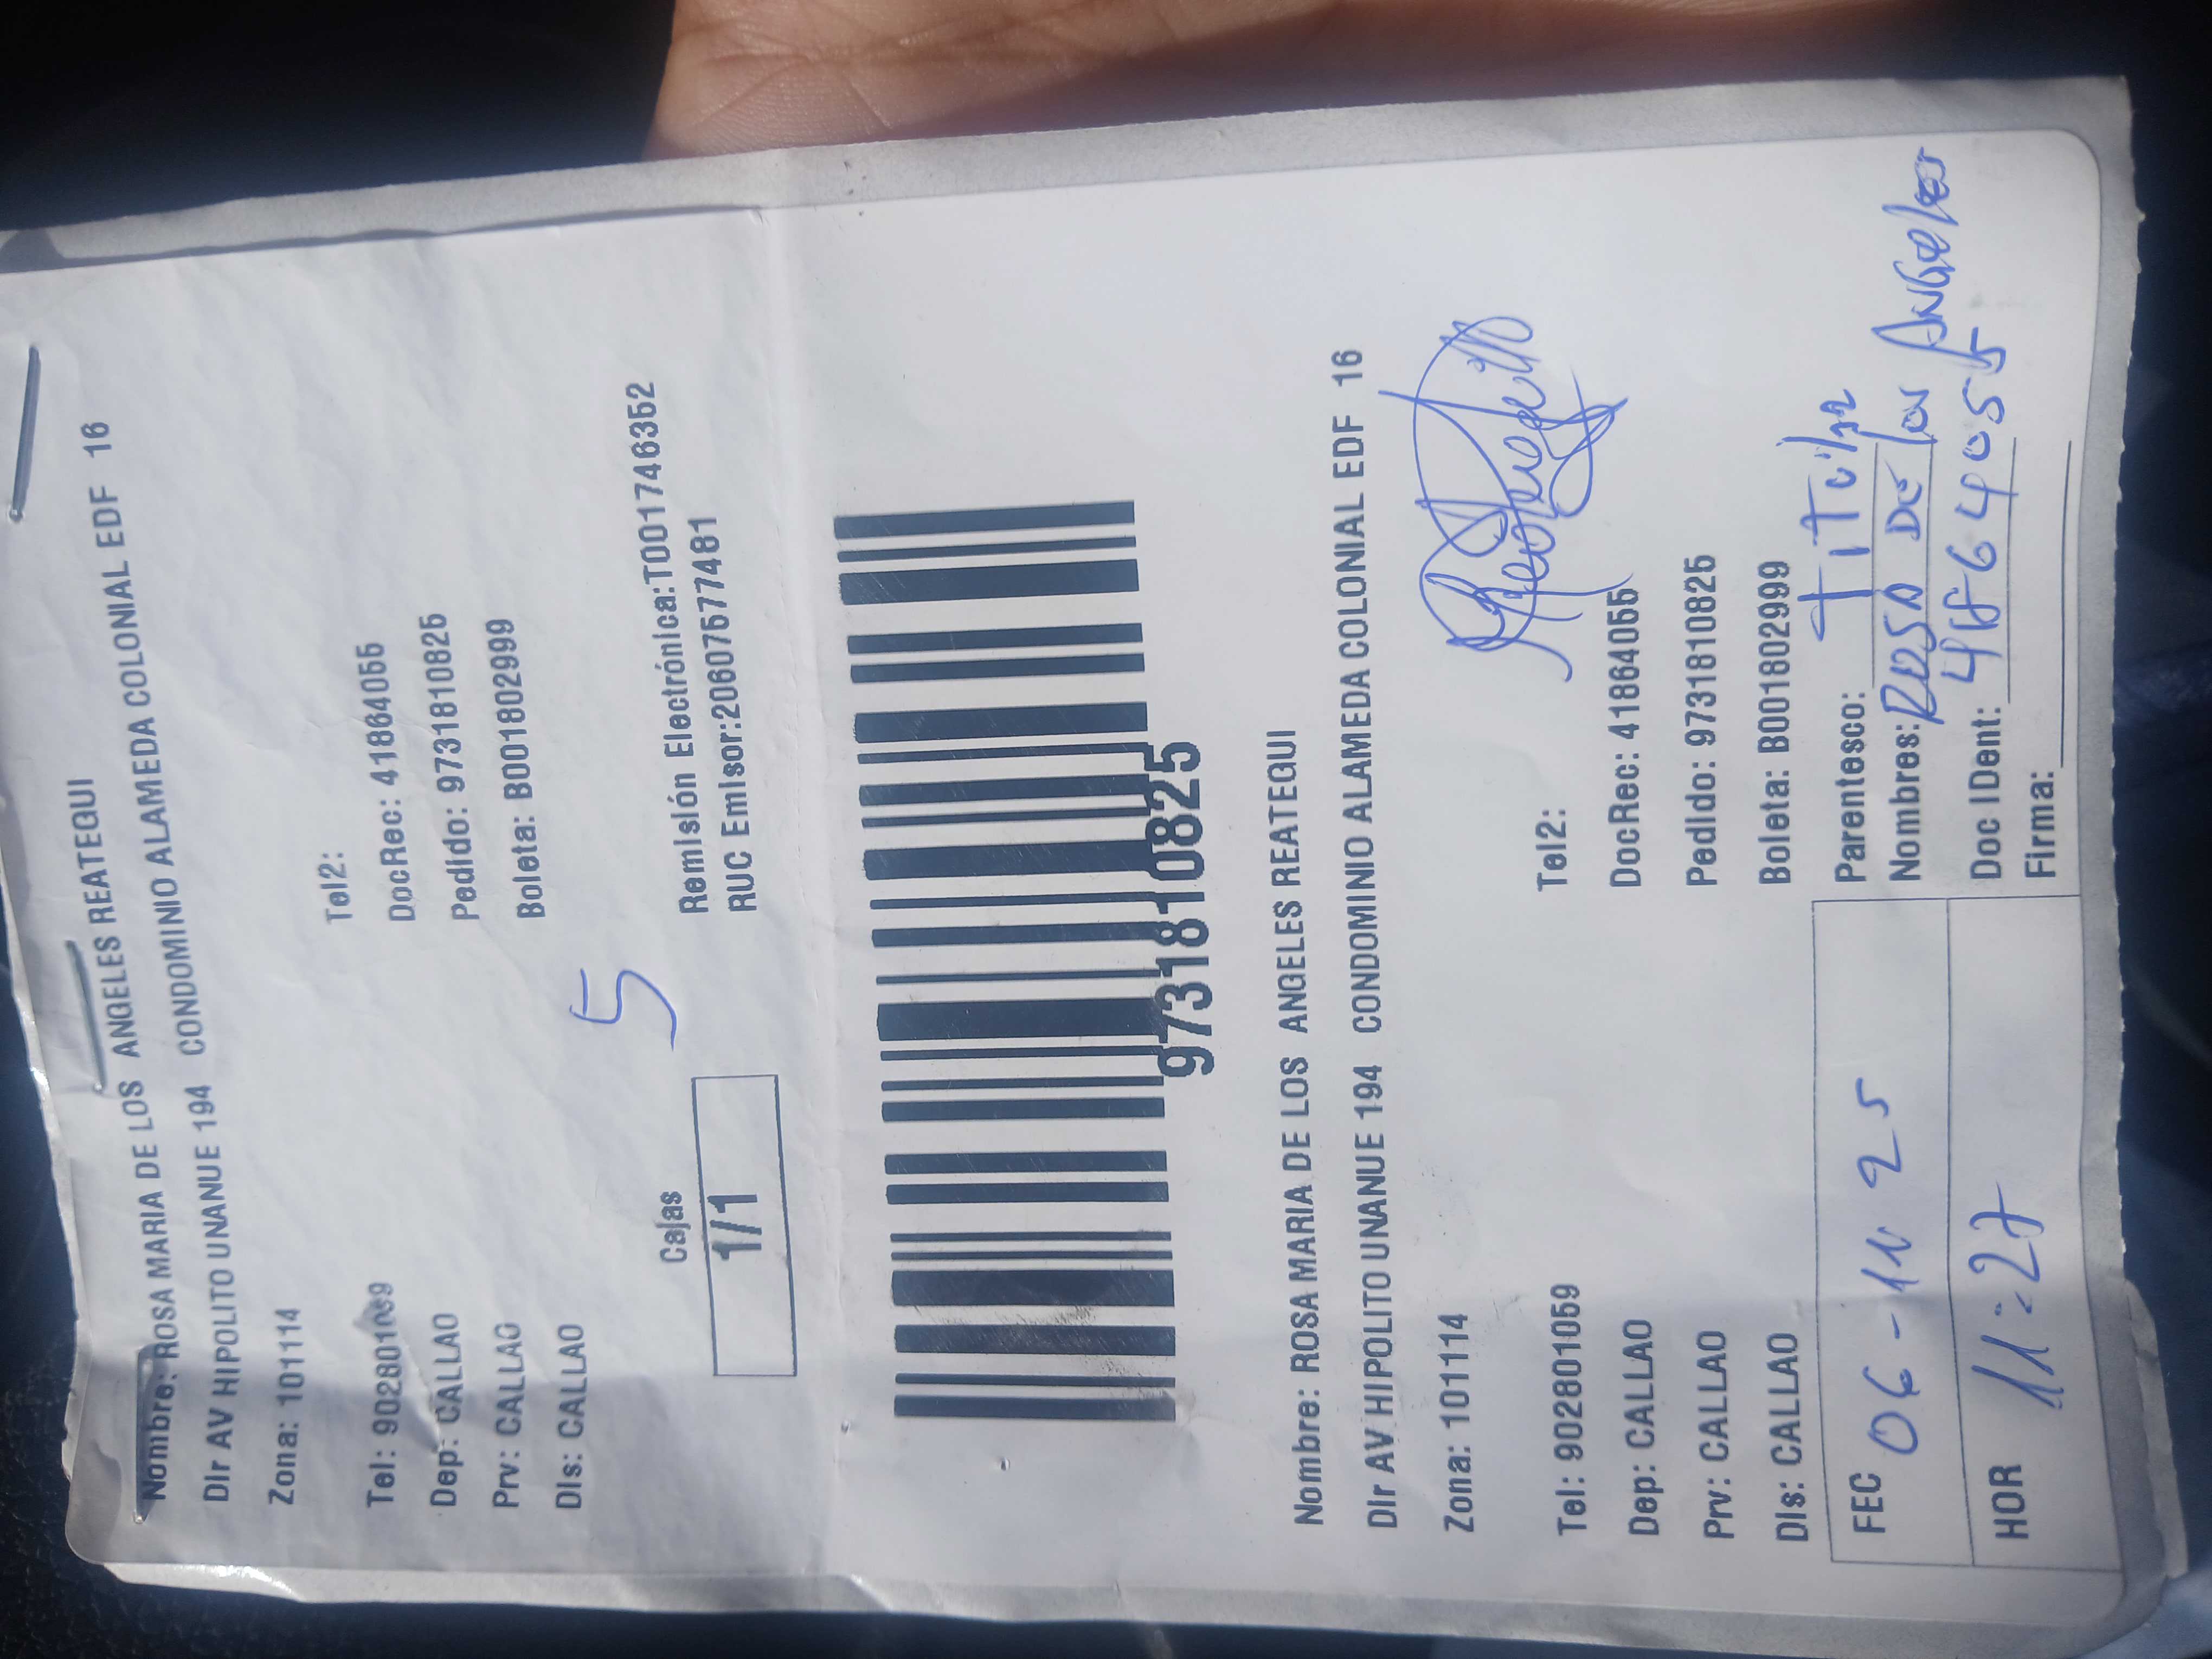 Nombre: ROSA MARIA DE LOS ANGELES REATEGUI
Dir AV HIPOLITO UNANUE 194 CONDOMINIO ALAMEDA COLONIAL EDF 16
Zona: 101114
Tel: 902801059 Tel2:
Dep: CALLAO DocRec: 41864055
Prv: CALLAO Pedido: 97318108​25
Dis: CALLAO Boleta: B001802999
5
Cajas Remisión Electrónica:T001746352
1/1 RUC Emisor:20607577481
9731810825
Nombre: ROSA MARIA DE LOS ANGELES REATEGUI
Dir AV HIPOLITO UNANUE 194 CONDOMINIO ALAMEDA COLONIAL EDF 16
Zona: 101114
Tel: 902801059 Tel2:
Dep: CALLAO DocRec: 41864055
Prv: CALLAO Pedido: 9731810825
Dis: CALLAO Boleta: B001802999
FEC 06-11 25 Parentesco: TiTular
Nombres: ROSA DE los ANGeles
HOR 11:27 Doc IDent: 41864055
Firma: